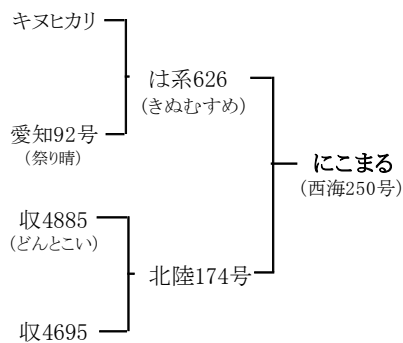 キヌヒカリ
は系626
(きぬむすめ)
愛知92号
(祭り晴)
にこまる
(西海250号)
収4885
(どんとこい)
北陸174号
収4695